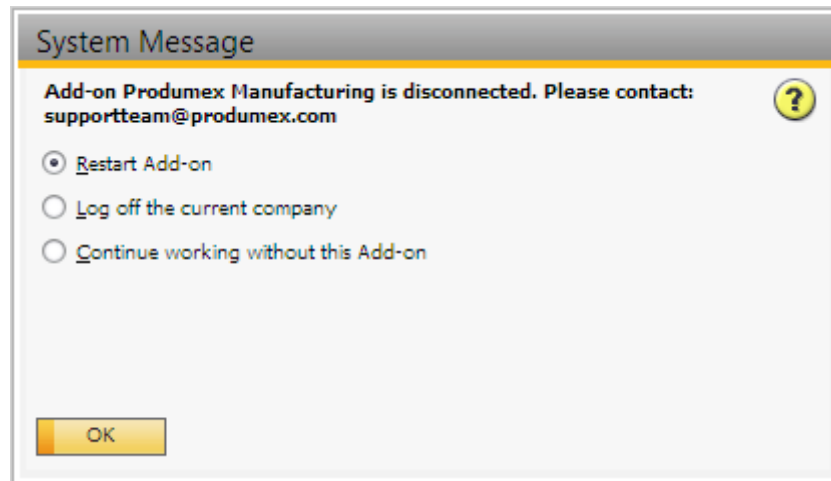 System Message
Add-on Produmex Manufacturing is disconnected. Please contact:
supportteam@produmex.com
?
Restart Add-on
Log off the current company
Continue working without this Add-on
OK